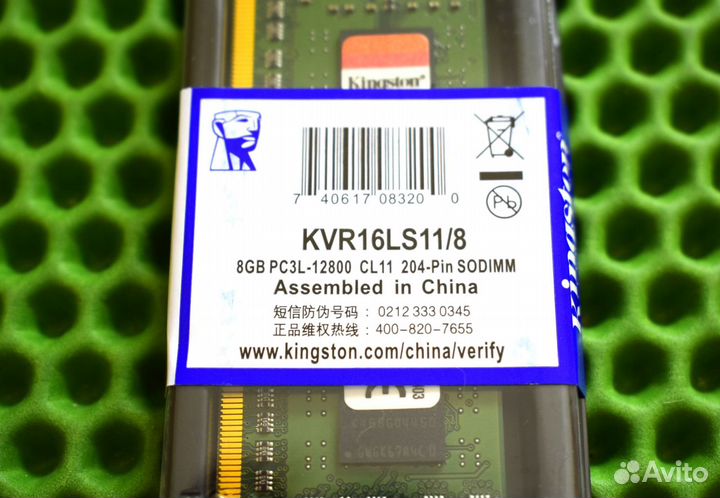 Kingston
7 40617 08320 0
Pb
KVR16LS11/8
8GB PC3L-12800 CL11 204-Pin SODIMM
Assembled in China
短信防伪号码： 0212 333 0345
正品维权热线： 400-820-7655
www.kingston.com/china/verify
Kingston
Avito